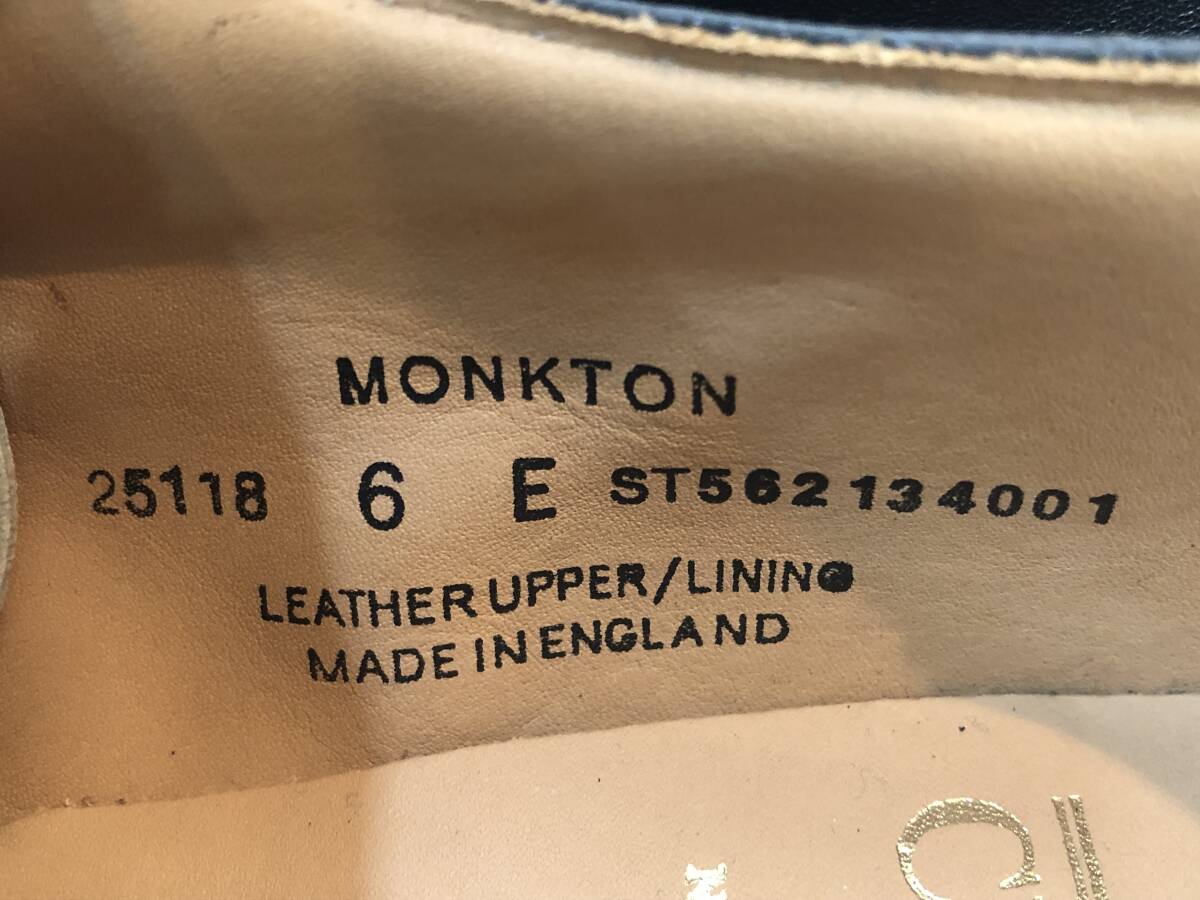 MONKTON
25118 6 E ST562134001
LEATHER UPPER/LINING
MADE IN ENGLAND